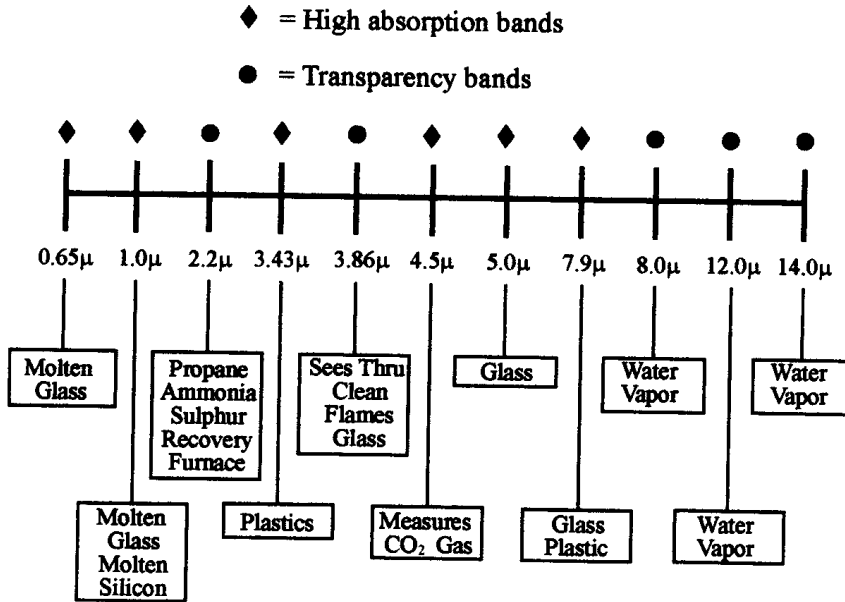 ◆ = High absorption bands
● = Transparency bands
0.65μ 1.0μ 2.2μ 3.43μ 3.86μ 4.5μ 5.0μ 7.9μ 8.0μ 12.0μ 14.0μ
Molten
Glass
Propane
Ammonia
Sulphur
Recovery
Furnace
Sees Thru
Clean
Flames
Glass
Glass
Water
Vapor
Water
Vapor
Molten
Glass
Molten
Silicon
Plastics
Measures
CO₂ Gas
Glass
Plastic
Water
Vapor